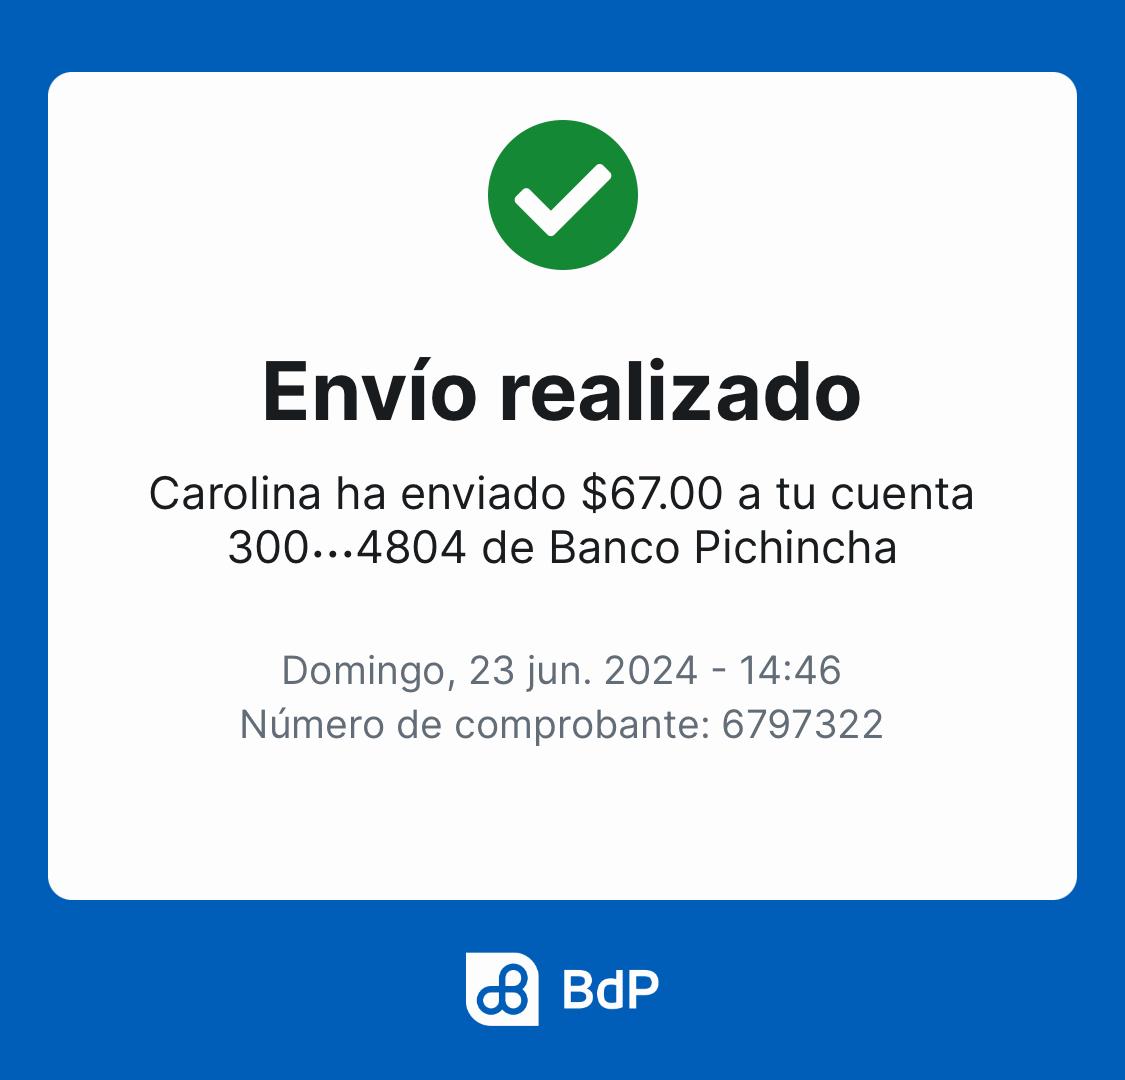 Envío realizado
Carolina ha enviado $67.00 a tu cuenta
300•••4804 de Banco Pichincha
Domingo, 23 jun. 2024 - 14:46
Número de comprobante: 6797322
BdP